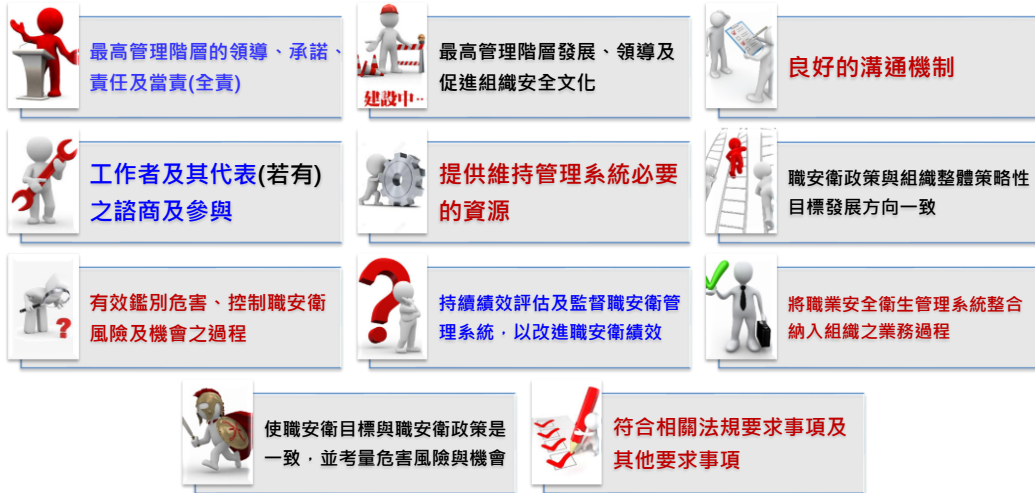 最高管理階層的領導、承諾、
責任及當責(全責)
建設中‥
最高管理階層發展、領導及
促進組織安全文化
良好的溝通機制
工作者及其代表(若有)
之諮商及參與
提供維持管理系統必要
的資源
職安衛政策與組織整體策略性
目標發展方向一致
有效鑑別危害、控制職安衛
風險及機會之過程
持續績效評估及監督職安衛管
理系統，以改進職安衛績效
將職業安全衛生管理系統整合
納入組織之業務過程
使職安衛目標與職安衛政策是
一致，並考量危害風險與機會
符合相關法規要求事項及
其他要求事項